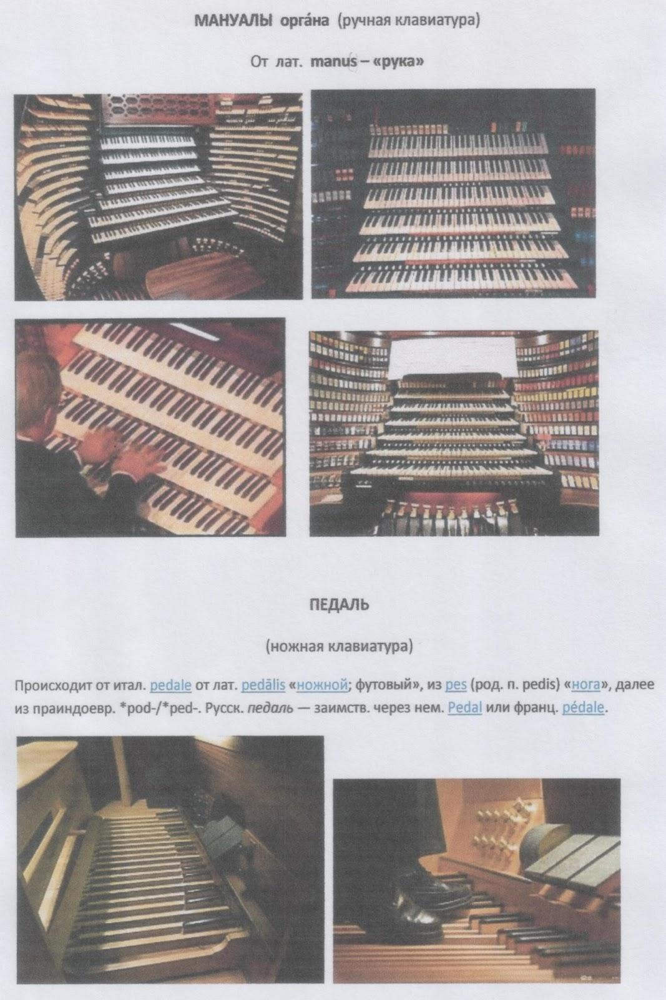 МАНУАЛЫ орга́на (ручная клавиатура)
От лат. manus – «рука»
ПЕДАЛЬ
(ножная клавиатура)
Происходит от итал. pedale от лат. pedālis «ножной; футовый», из pes (род. п. pedis) «нога», далее
из праиндоевр. *pod-/*ped-. Русск. педаль — заимств. через нем. Pedal или франц. pédale.